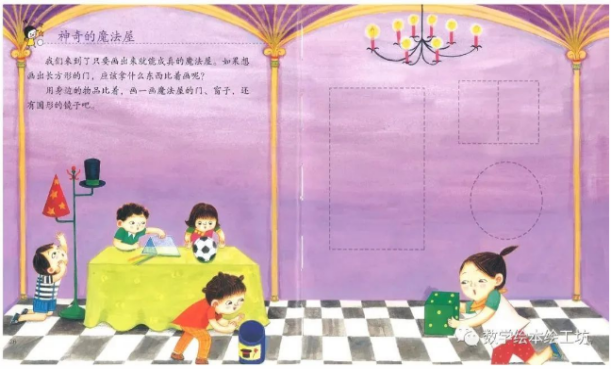 神奇的魔法屋
我们来到了只要画出来就能成真的魔法屋。如果想
画出长方形的门，应该拿什么东西比着画呢？
用身边的物品比着，画一画魔法屋的门、窗子，还
有圆形的镜子吧。
数学绘本绘工坊